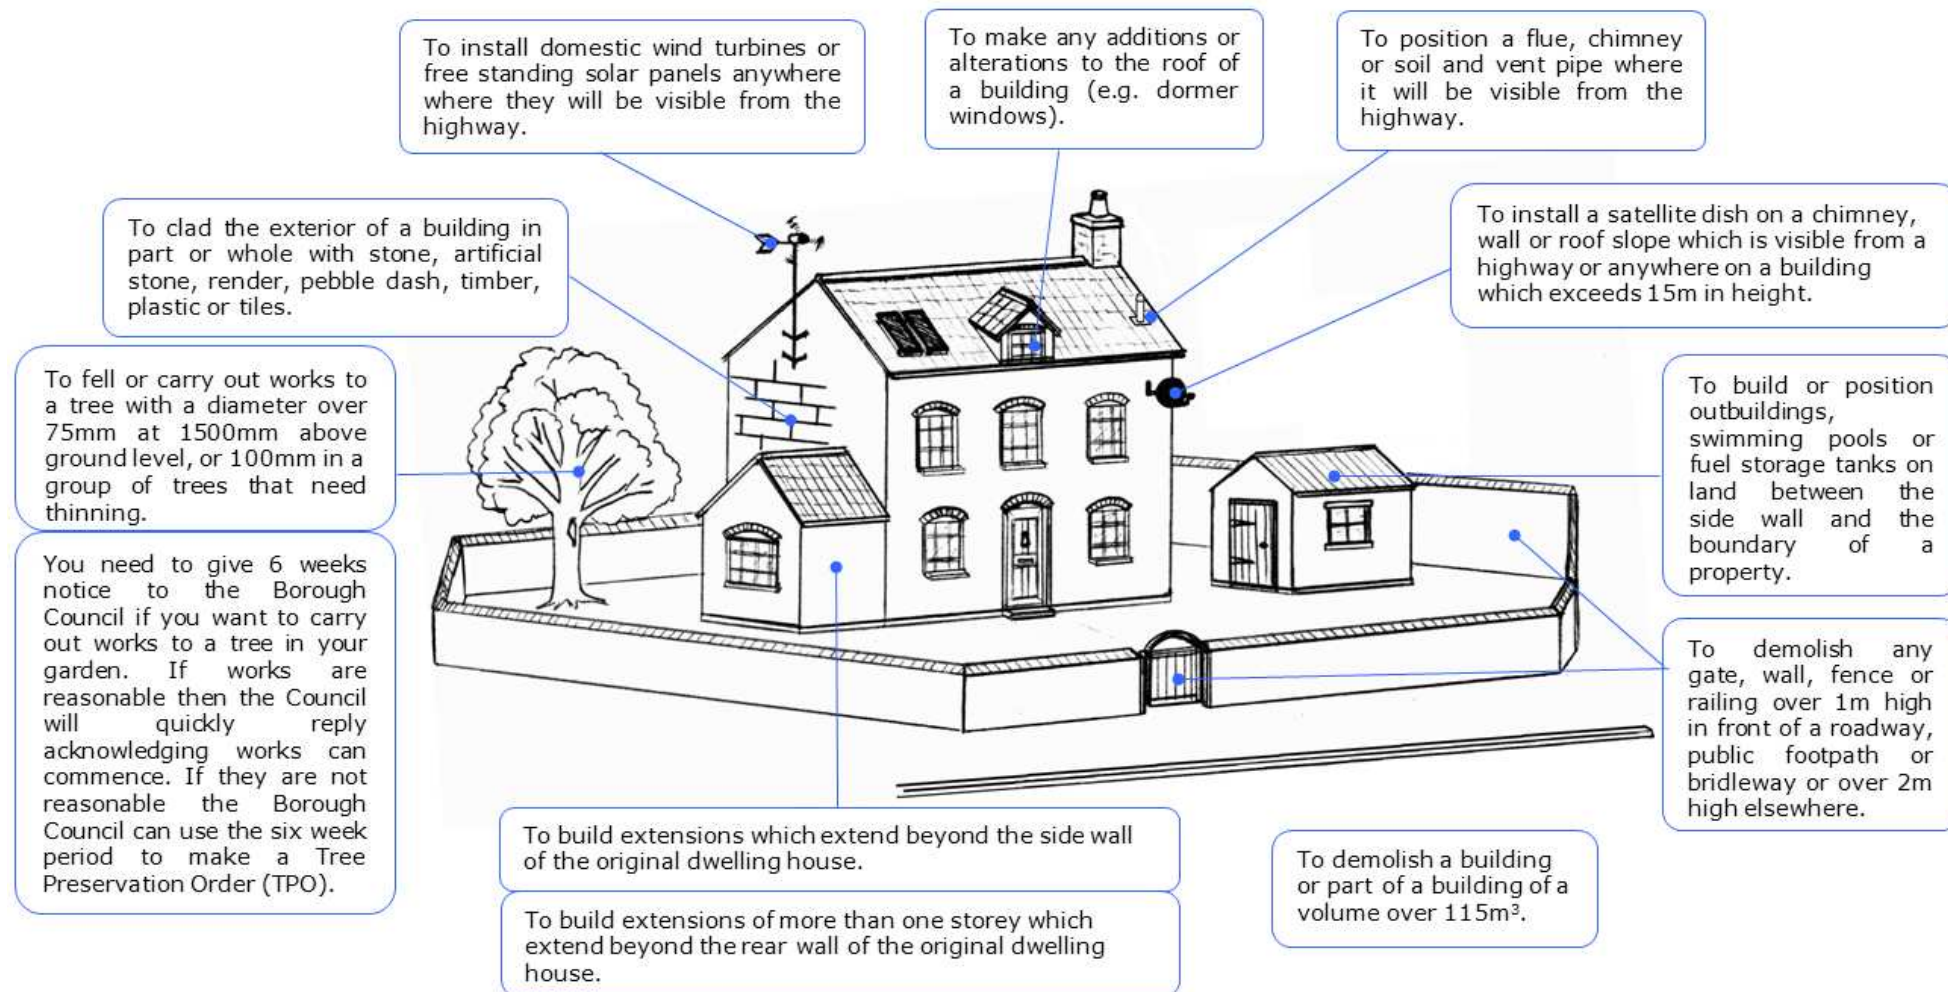 To install domestic wind turbines or
free standing solar panels anywhere
where they will be visible from the
highway.
To make any additions or
alterations to the roof of
a building (e.g. dormer
windows).
To position a flue, chimney
or soil and vent pipe where
it will be visible from the
highway.
To clad the exterior of a building in
part or whole with stone, artificial
stone, render, pebble dash, timber,
plastic or tiles.
To install a satellite dish on a chimney,
wall or roof slope which is visible from a
highway or anywhere on a building
which exceeds 15m in height.
To fell or carry out works to
a tree with a diameter over
75mm at 1500mm above
ground level, or 100mm in a
group of trees that need
thinning.
To build or position
outbuildings,
swimming pools or
fuel storage tanks on
land between the
side wall and the
boundary of a
property.
You need to give 6 weeks
notice to the Borough
Council if you want to carry
out works to a tree in your
garden. If works are
reasonable then the Council
will quickly reply
acknowledging works can
commence. If they are not
reasonable the Borough
Council can use the six week
period to make a Tree
Preservation Order (TPO).
To demolish any
gate, wall, fence or
railing over 1m high
in front of a roadway,
public footpath or
bridleway or over 2m
high elsewhere.
To build extensions which extend beyond the side wall
of the original dwelling house.
To build extensions of more than one storey which
extend beyond the rear wall of the original dwelling
house.
To demolish a building
or part of a building of a
volume over 115m³.